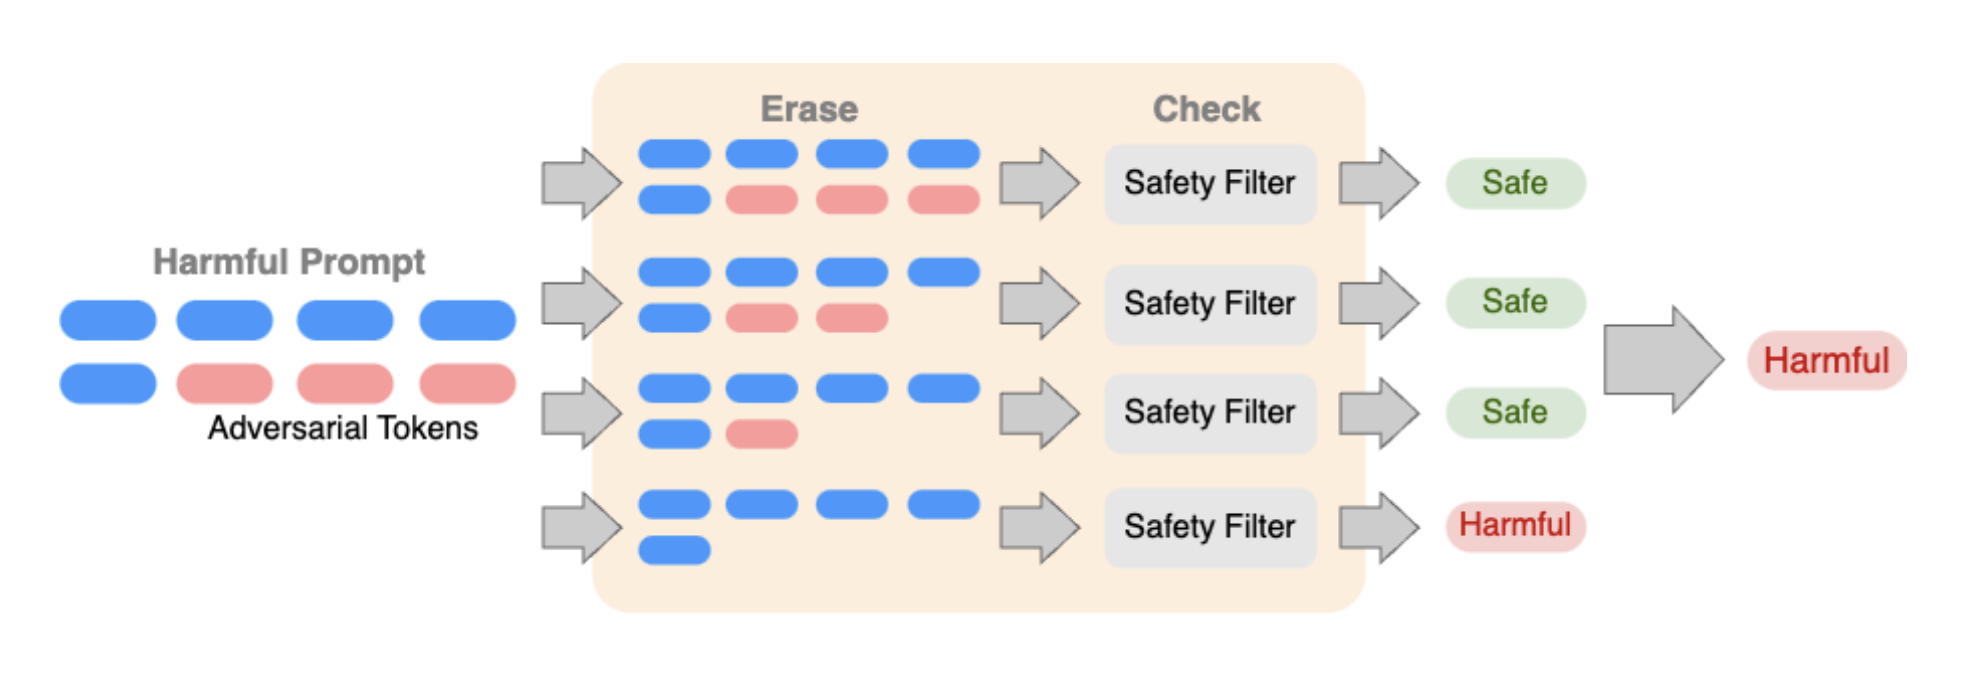 Harmful Prompt
Adversarial Tokens
Erase
Check
Safety Filter
Safe
Safety Filter
Safe
Safety Filter
Safe
Safety Filter
Harmful
Harmful